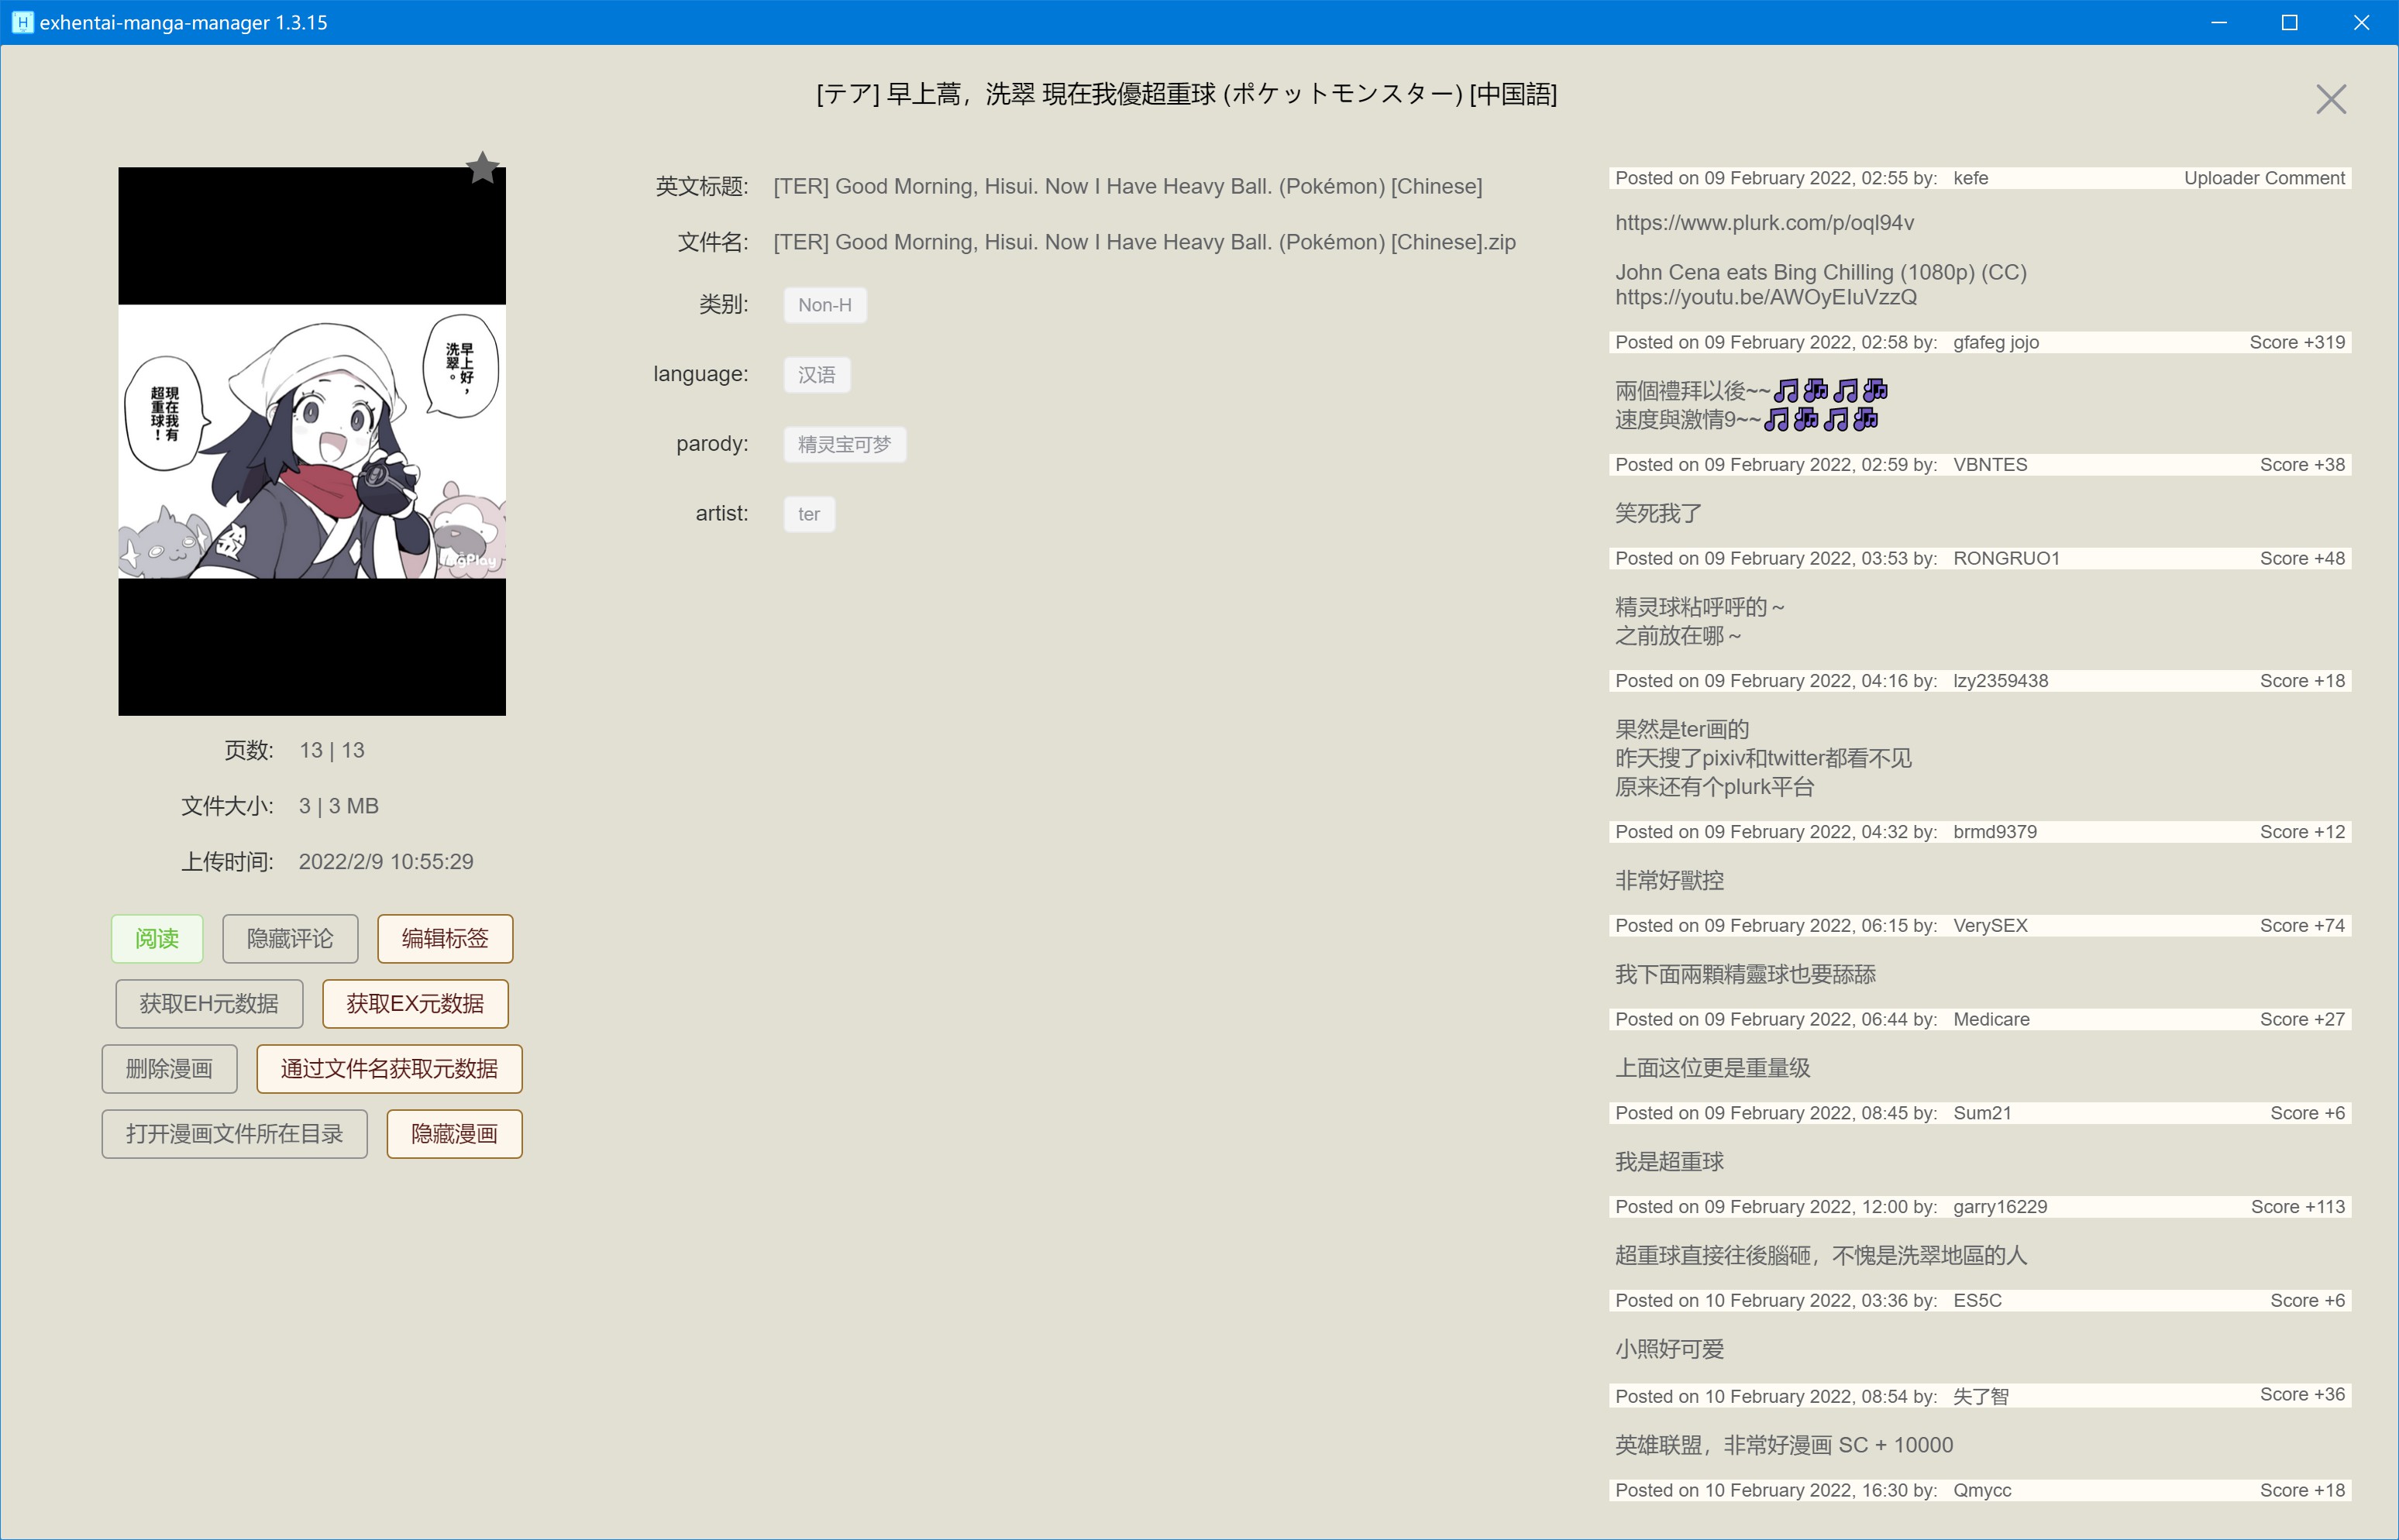 exhentai-manga-manager 1.3.15
[テア] 早上蒿，洗翠 現在我優超重球 (ポケットモンスター) [中国語]
早上好，
洗翠。
現在我有
超重球！
页数: 13 | 13
文件大小: 3 | 3 MB
上传时间: 2022/2/9 10:55:29
阅读 隐藏评论 编辑标签
获取EH元数据 获取EX元数据
删除漫画 通过文件名获取元数据
打开漫画文件所在目录 隐藏漫画
英文标题: [TER] Good Morning, Hisui. Now I Have Heavy Ball. (Pokémon) [Chinese]
文件名: [TER] Good Morning, Hisui. Now I Have Heavy Ball. (Pokémon) [Chinese].zip
类别: Non-H
language: 汉语
parody: 精灵宝可梦
artist: ter
Posted on 09 February 2022, 02:55 by: kefe Uploader Comment
https://www.plurk.com/p/oql94v
John Cena eats Bing Chilling (1080p) (CC)
https://youtu.be/AWOyEIuVzzQ
Posted on 09 February 2022, 02:58 by: gfafeg jojo Score +319
兩個禮拜以後~~🎵🎶🎵🎶
速度與激情9~~🎵🎶🎵🎶
Posted on 09 February 2022, 02:59 by: VBNTES Score +38
笑死我了
Posted on 09 February 2022, 03:53 by: RONGRUO1 Score +48
精灵球粘呼呼的～
之前放在哪～
Posted on 09 February 2022, 04:16 by: lzy2359438 Score +18
果然是ter画的
昨天搜了pixiv和twitter都看不见
原来还有个plurk平台
Posted on 09 February 2022, 04:32 by: brmd9379 Score +12
非常好獸控
Posted on 09 February 2022, 06:15 by: VerySEX Score +74
我下面兩顆精靈球也要舔舔
Posted on 09 February 2022, 06:44 by: Medicare Score +27
上面这位更是重量级
Posted on 09 February 2022, 08:45 by: Sum21 Score +6
我是超重球
Posted on 09 February 2022, 12:00 by: garry16229 Score +113
超重球直接往後腦砸，不愧是洗翠地區的人
Posted on 10 February 2022, 03:36 by: ES5C Score +6
小照好可爱
Posted on 10 February 2022, 08:54 by: 失了智 Score +36
英雄联盟，非常好漫画 SC + 10000
Posted on 10 February 2022, 16:30 by: Qmycc Score +18